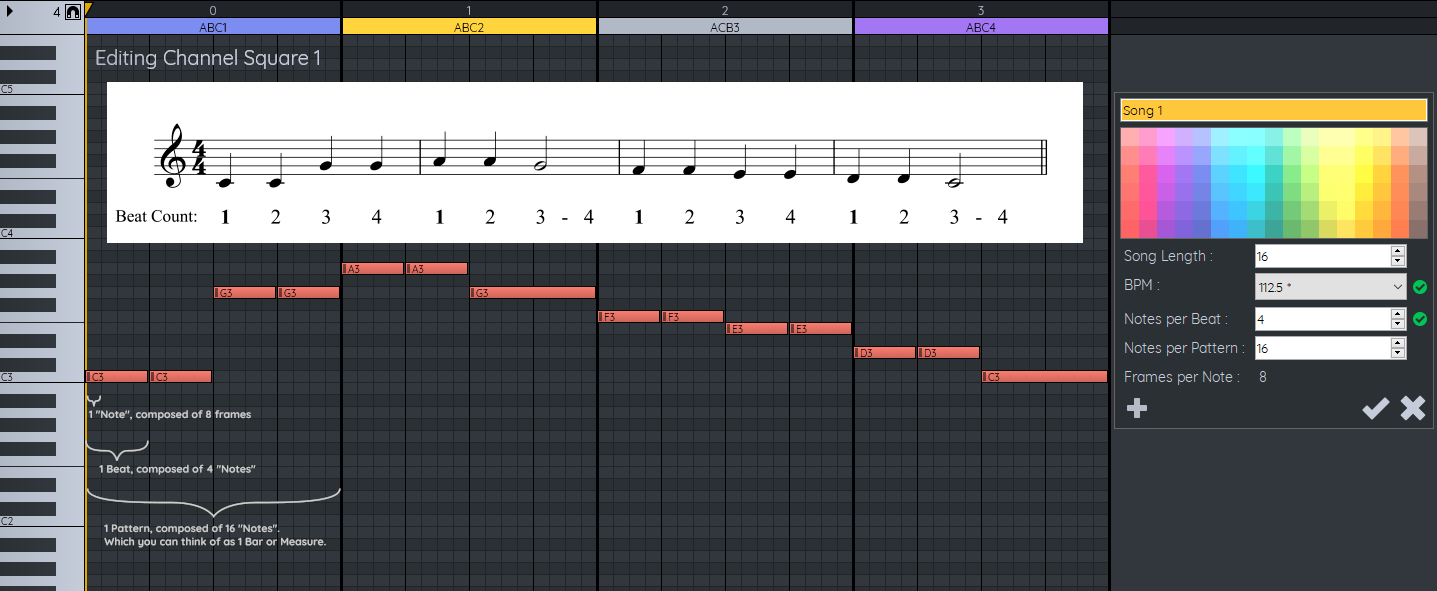 4 0 1 2 3
ABC1 ABC2 ACB3 ABC4
Editing Channel Square 1
C5
4
4
Beat Count: 1 2 3 4 1 2 3 - 4 1 2 3 4 1 2 3 - 4
C4
A3 A3
G3 G3 G3
F3 F3
E3 E3
D3 D3
C3 C3 C3 C3
1 "Note", composed of 8 frames
1 Beat, composed of 4 "Notes"
C2
1 Pattern, composed of 16 "Notes".
Which you can think of as 1 Bar or Measure.
Song 1
Song Length : 16
BPM : 112.5 *
Notes per Beat : 4
Notes per Pattern : 16
Frames per Note : 8